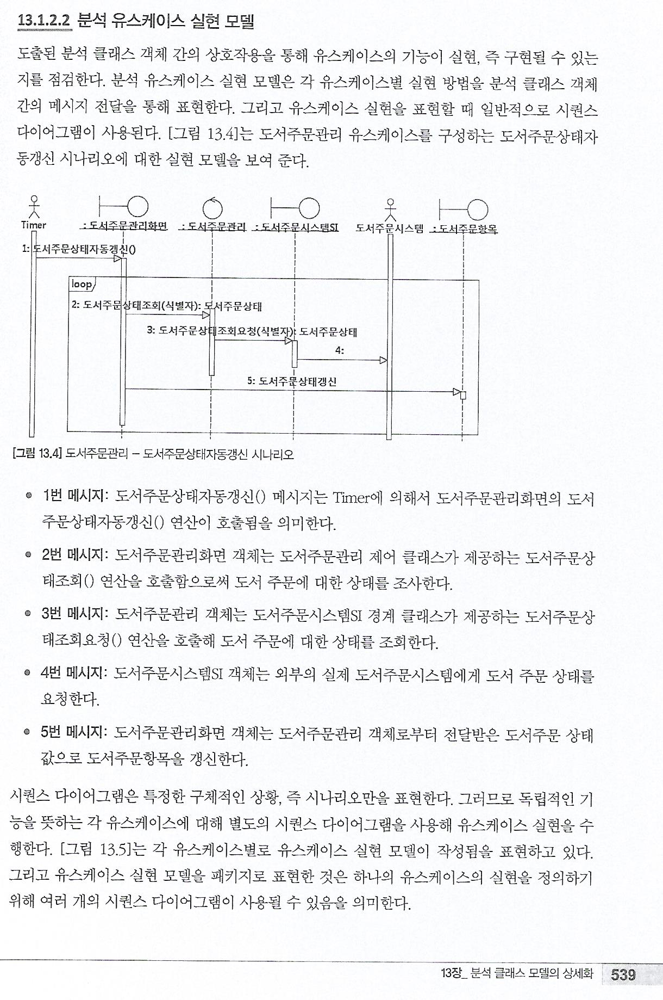 13.1.2.2 분석 유스케이스 실현 모델
도출된 분석 클래스 객체 간의 상호작용을 통해 유스케이스의 기능이 실현, 즉 구현될 수 있는
지를 점검한다. 분석 유스케이스 실현 모델은 각 유스케이스별 실현 방법을 분석 클래스 객체
간의 메시지 전달을 통해 표현한다. 그리고 유스케이스 실현을 표현할 때 일반적으로 시퀀스
다이어그램이 사용된다. [그림 13.4]는 도서주문관리 유스케이스를 구성하는 도서주문상태자
동갱신 시나리오에 대한 실현 모델을 보여 준다.
Timer : 도서주문관리화면 : 도서주문관리 : 도서주문시스템SI 도서주문시스템 : 도서주문항목
1: 도서주문상태자동갱신()
loop
2: 도서주문상태조회(식별자): 도서주문상태
3: 도서주문상태조회요청(식별자): 도서주문상태
4:
5: 도서주문상태갱신
[그림 13.4] 도서주문관리 – 도서주문상태자동갱신 시나리오
• 1번 메시지: 도서주문상태자동갱신() 메시지는 Timer에 의해서 도서주문관리화면의 도서
주문상태자동갱신() 연산이 호출됨을 의미한다.
• 2번 메시지: 도서주문관리화면 객체는 도서주문관리 제어 클래스가 제공하는 도서주문상
태조회() 연산을 호출함으로써 도서 주문에 대한 상태를 조사한다.
• 3번 메시지: 도서주문관리 객체는 도서주문시스템SI 경계 클래스가 제공하는 도서주문상
태조회요청() 연산을 호출해 도서 주문에 대한 상태를 조회한다.
• 4번 메시지: 도서주문시스템SI 객체는 외부의 실제 도서주문시스템에게 도서 주문 상태를
요청한다.
• 5번 메시지: 도서주문관리화면 객체는 도서주문관리 객체로부터 전달받은 도서주문 상태
값으로 도서주문항목을 갱신한다.
시퀀스 다이어그램은 특정한 구체적인 상황, 즉 시나리오만을 표현한다. 그러므로 독립적인 기
능을 뜻하는 각 유스케이스에 대해 별도의 시퀀스 다이어그램을 사용해 유스케이스 실현을 수
행한다. [그림 13.5]는 각 유스케이스별로 유스케이스 실현 모델이 작성됨을 표현하고 있다.
그리고 유스케이스 실현 모델을 패키지로 표현한 것은 하나의 유스케이스의 실현을 정의하기
위해 여러 개의 시퀀스 다이어그램이 사용될 수 있음을 의미한다.
13장_ 분석 클래스 모델의 상세화 539